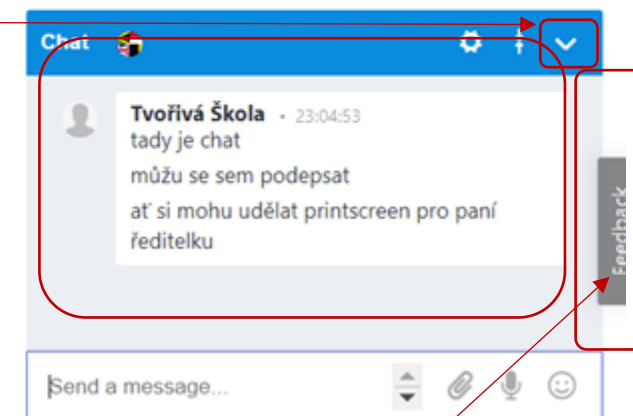 Chat
Tvořivá Škola · 23:04:53
tady je chat
můžu se sem podepsat
ať si mohu udělat printscreen pro paní
ředitelku
Feedback
Send a message...